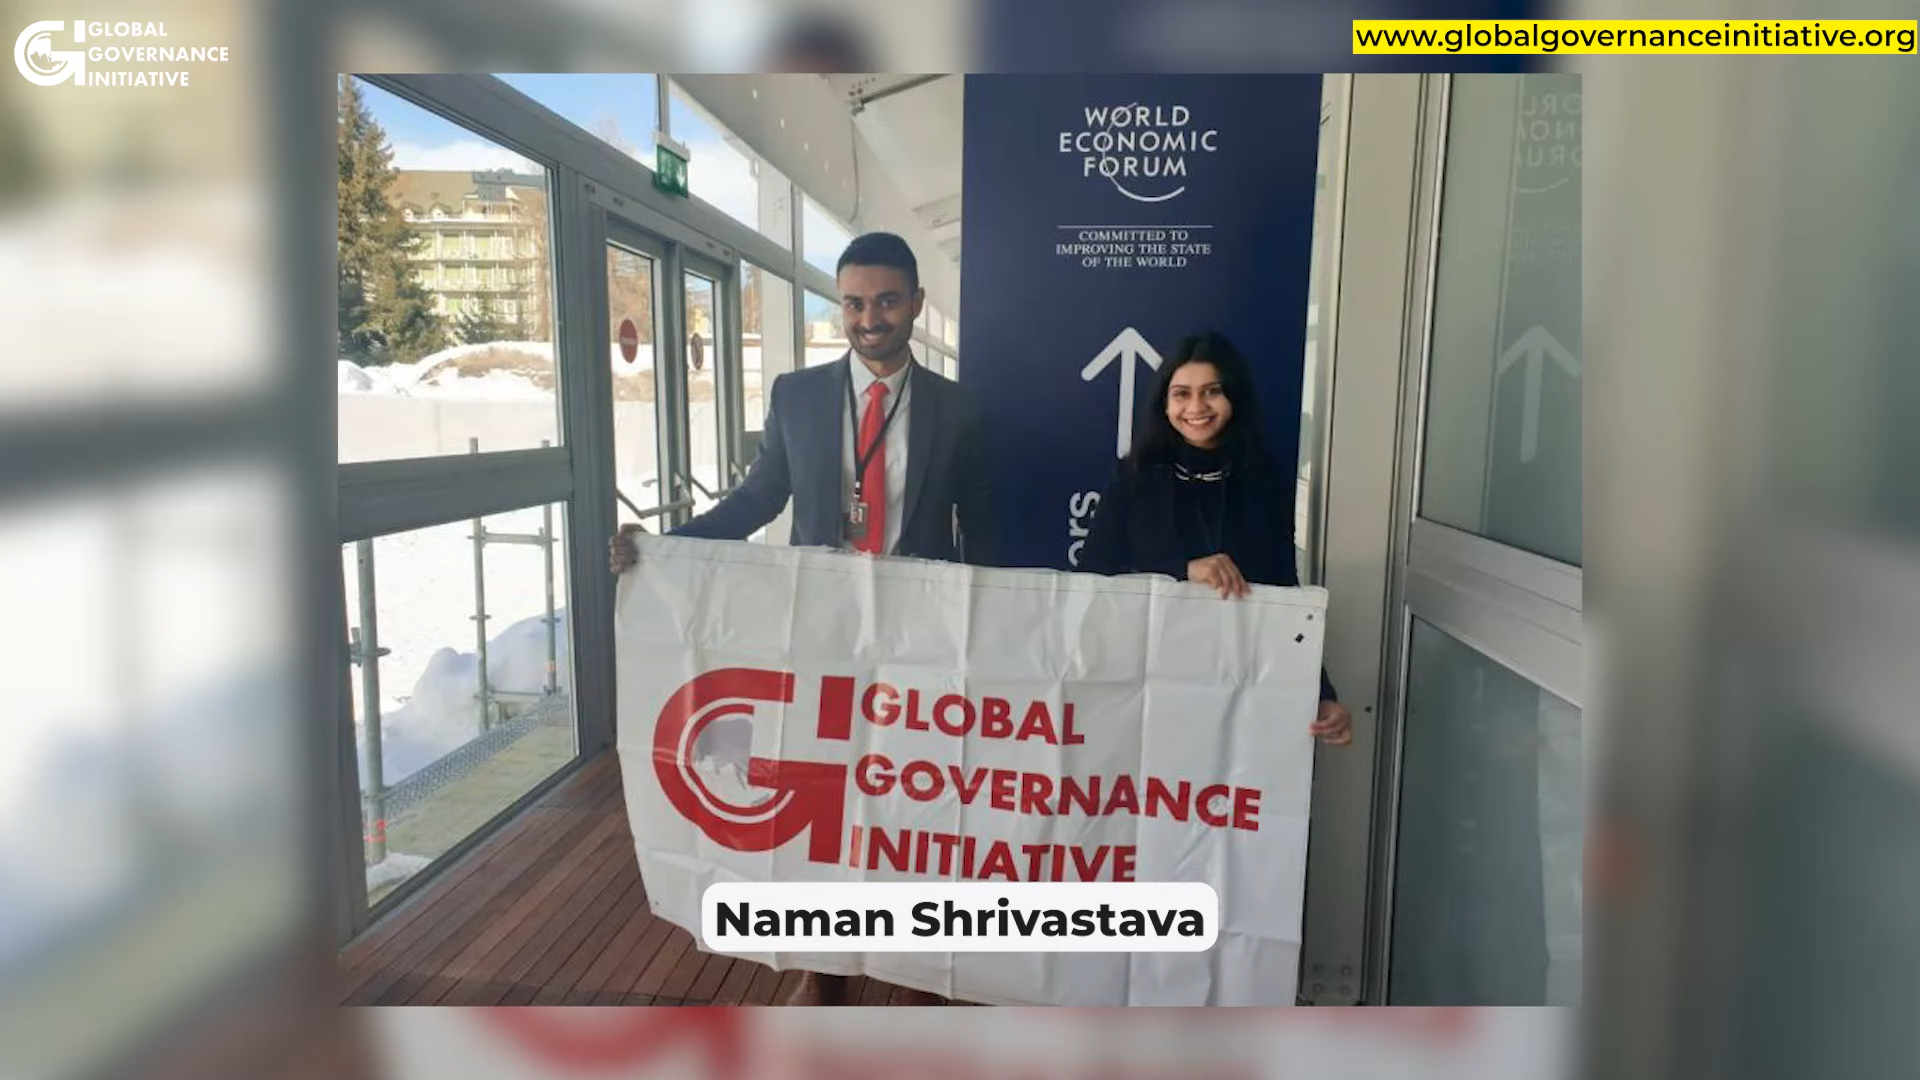 GLOBAL
GOVERNANCE
INITIATIVE
www.globalgovernanceinitiative.org
WORLD
ECONOMIC
FORUM
COMMITTED TO
IMPROVING THE STATE
OF THE WORLD
GLOBAL
GOVERNANCE
INITIATIVE
Naman Shrivastava